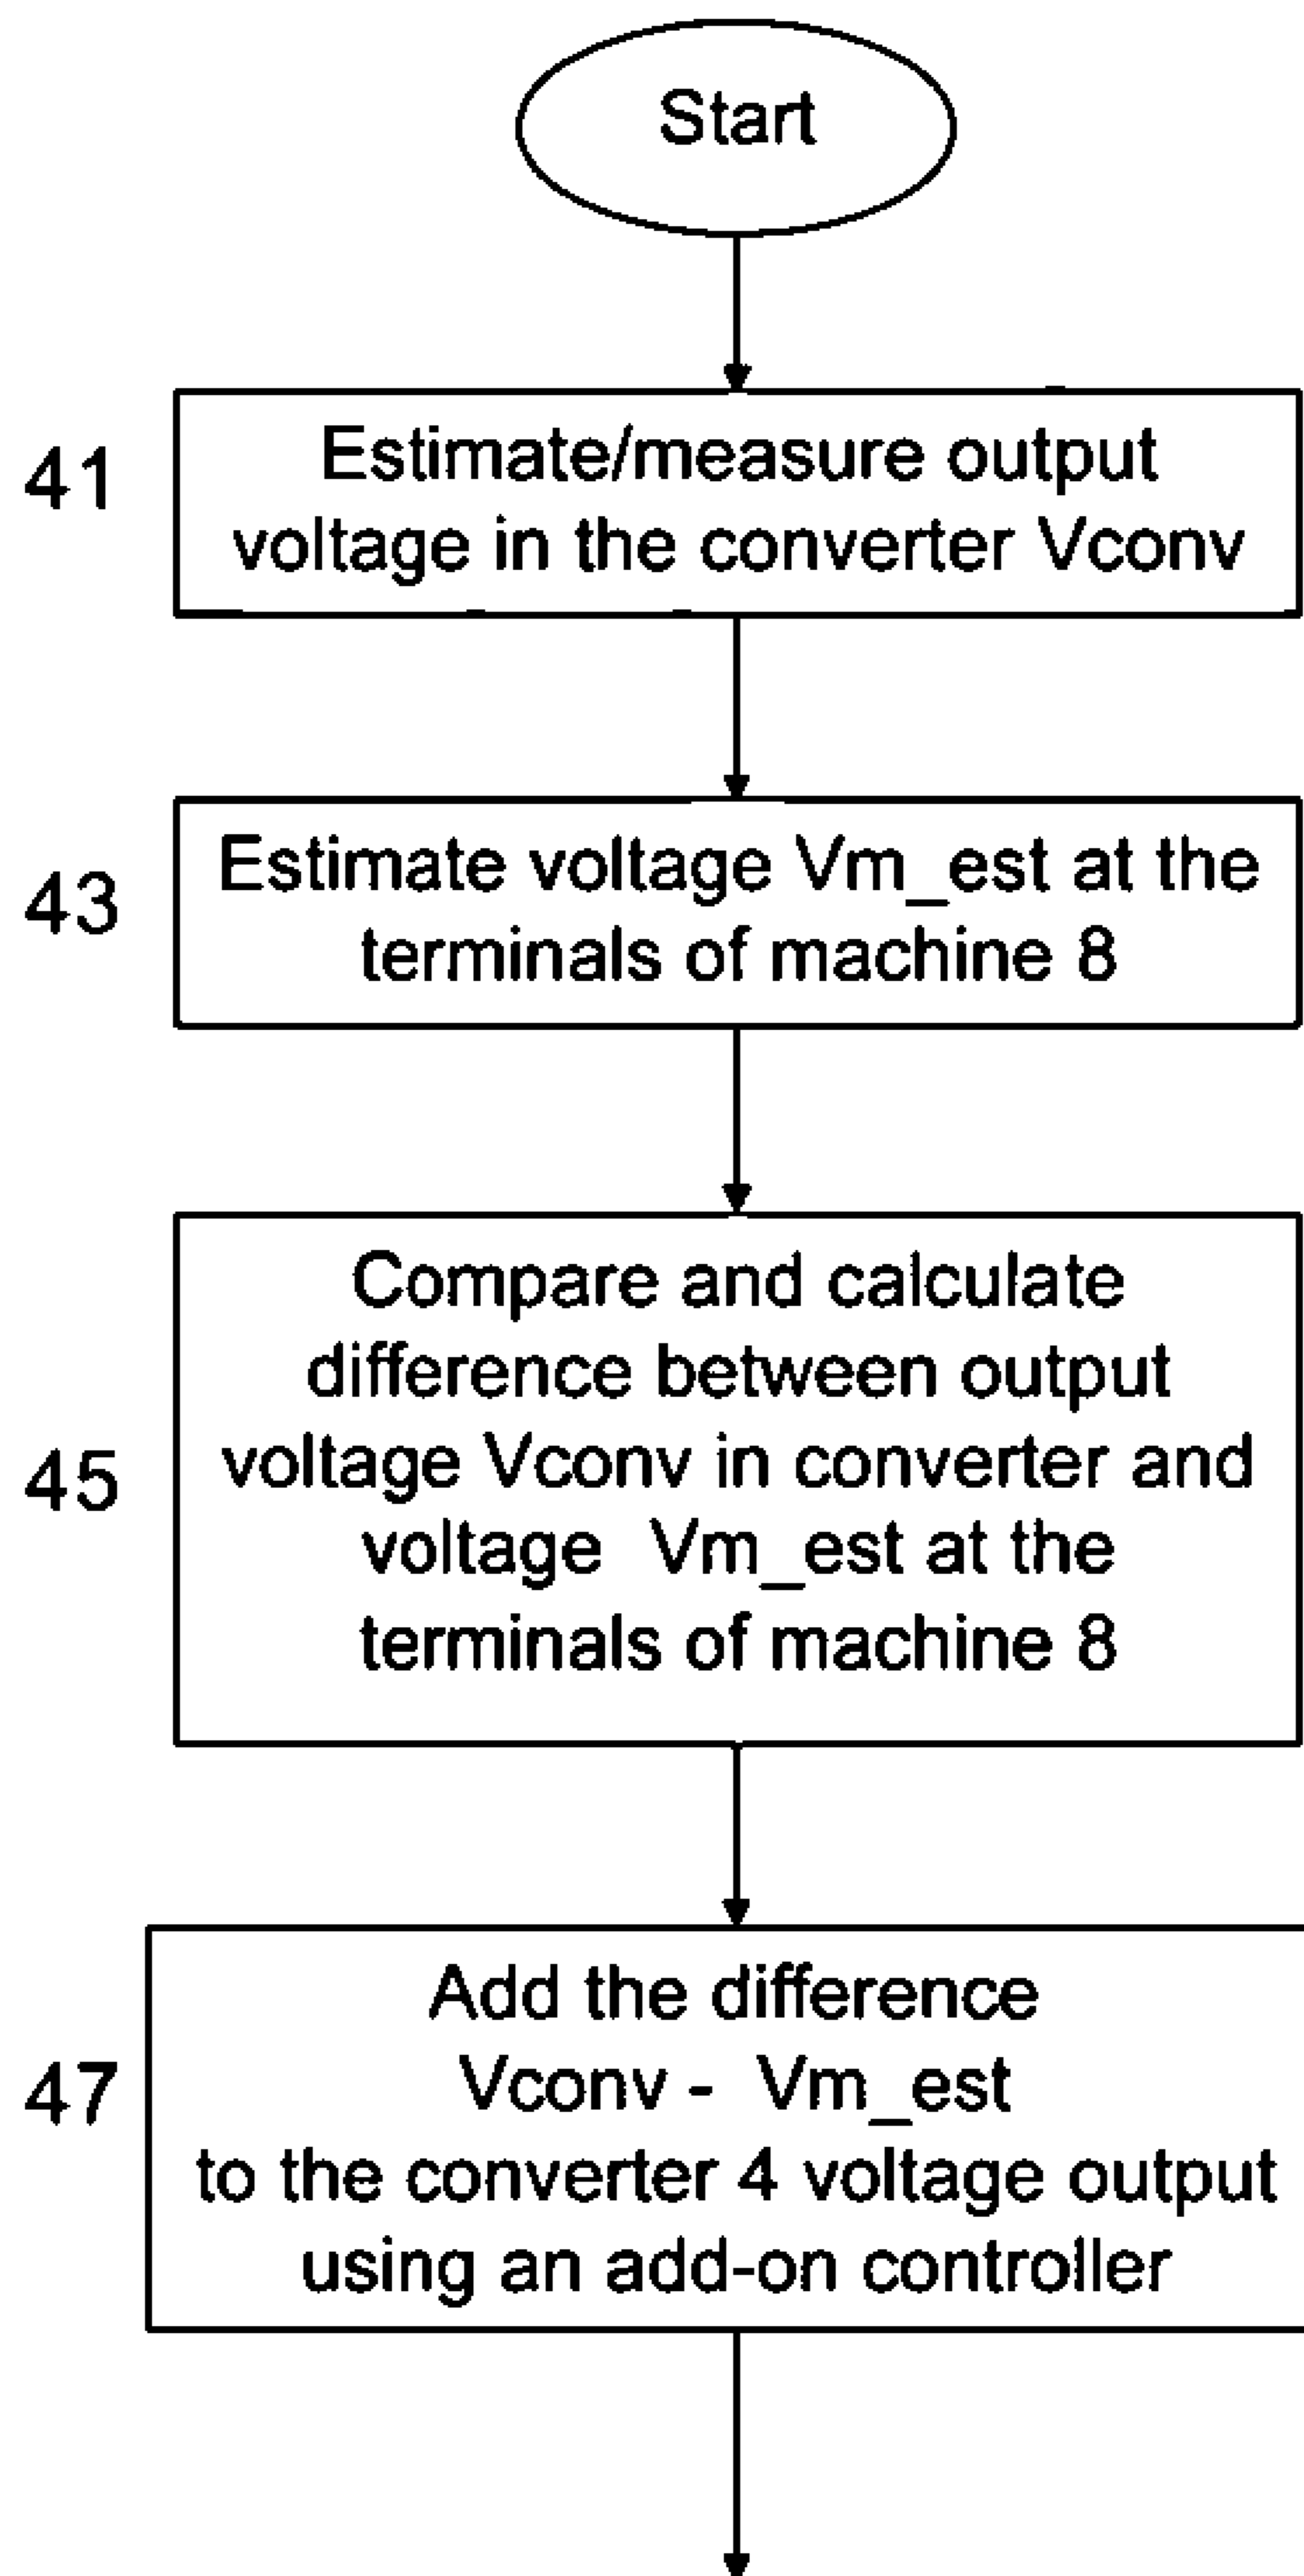 Start
41
Estimate/measure output
voltage in the converter Vconv
43
Estimate voltage Vm_est at the
terminals of machine 8
45
Compare and calculate
difference between output
voltage Vconv in converter and
voltage Vm_est at the
terminals of machine 8
47
Add the difference
Vconv - Vm_est
to the converter 4 voltage output
using an add-on controller